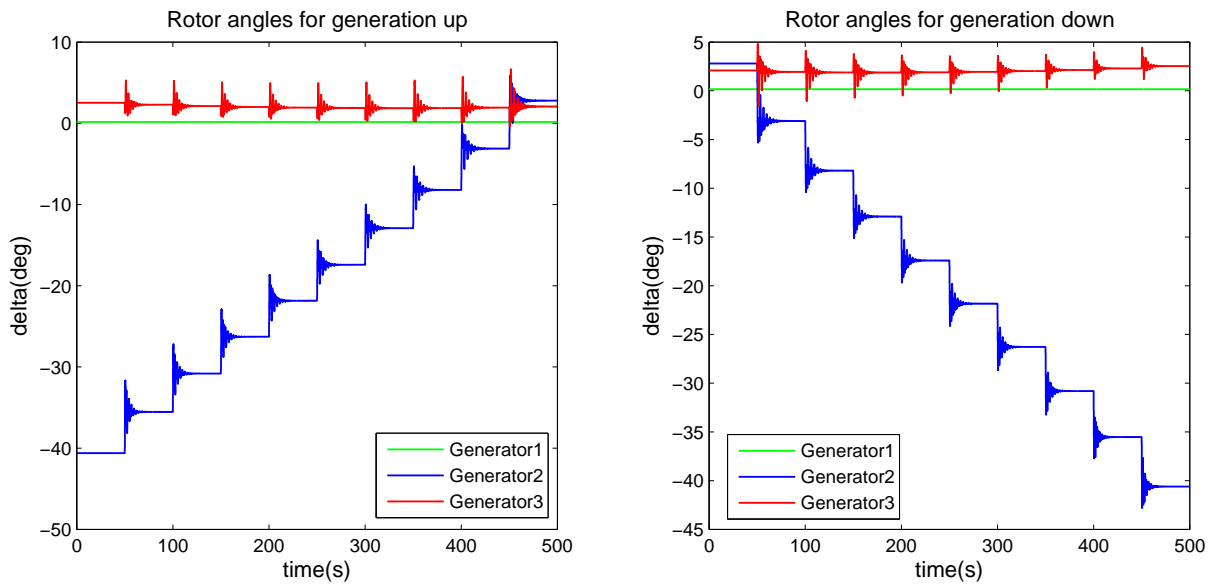 Rotor angles for generation up
10
0
−10
−20
−30
−40
−50
delta(deg)
0
100
200
300
400
500
time(s)
Generator1
Generator2
Generator3
Rotor angles for generation down
5
0
−5
−10
−15
−20
−25
−30
−35
−40
−45
delta(deg)
0
100
200
300
400
500
time(s)
Generator1
Generator2
Generator3